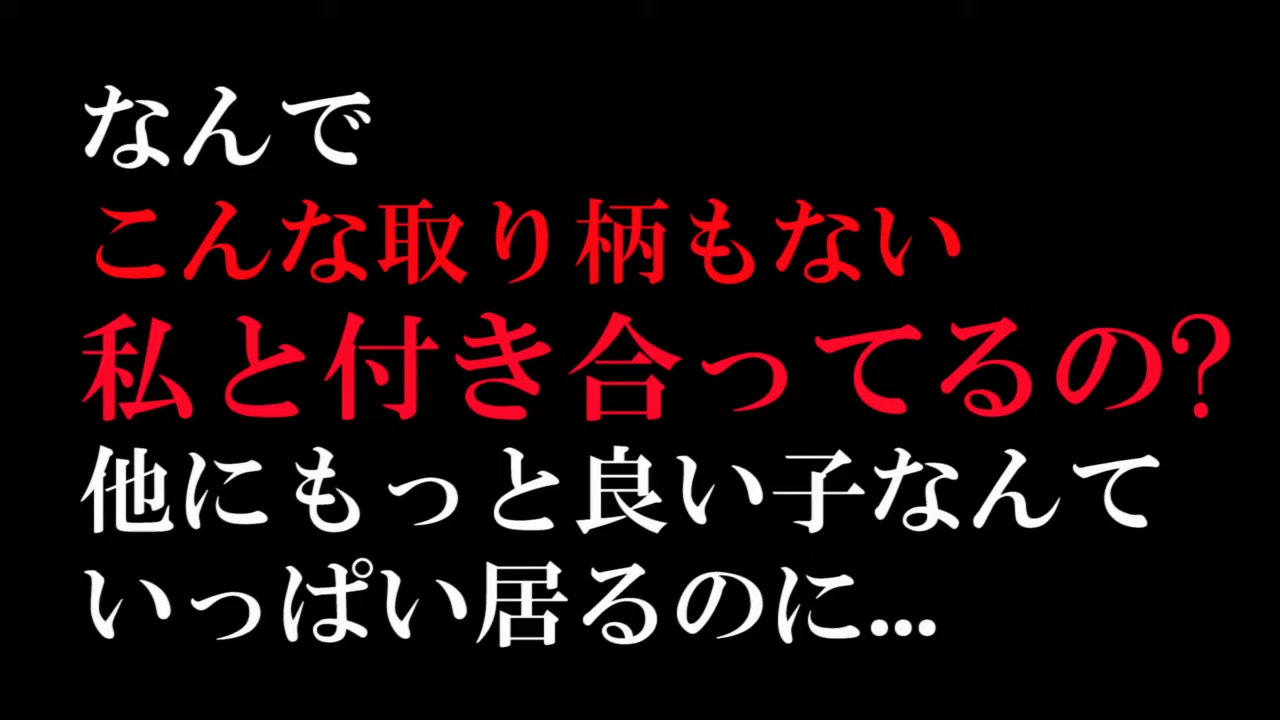 なんで
こんな取り柄もない
私と付き合ってるの?
他にもっと良い子なんて
いっぱい居るのに...